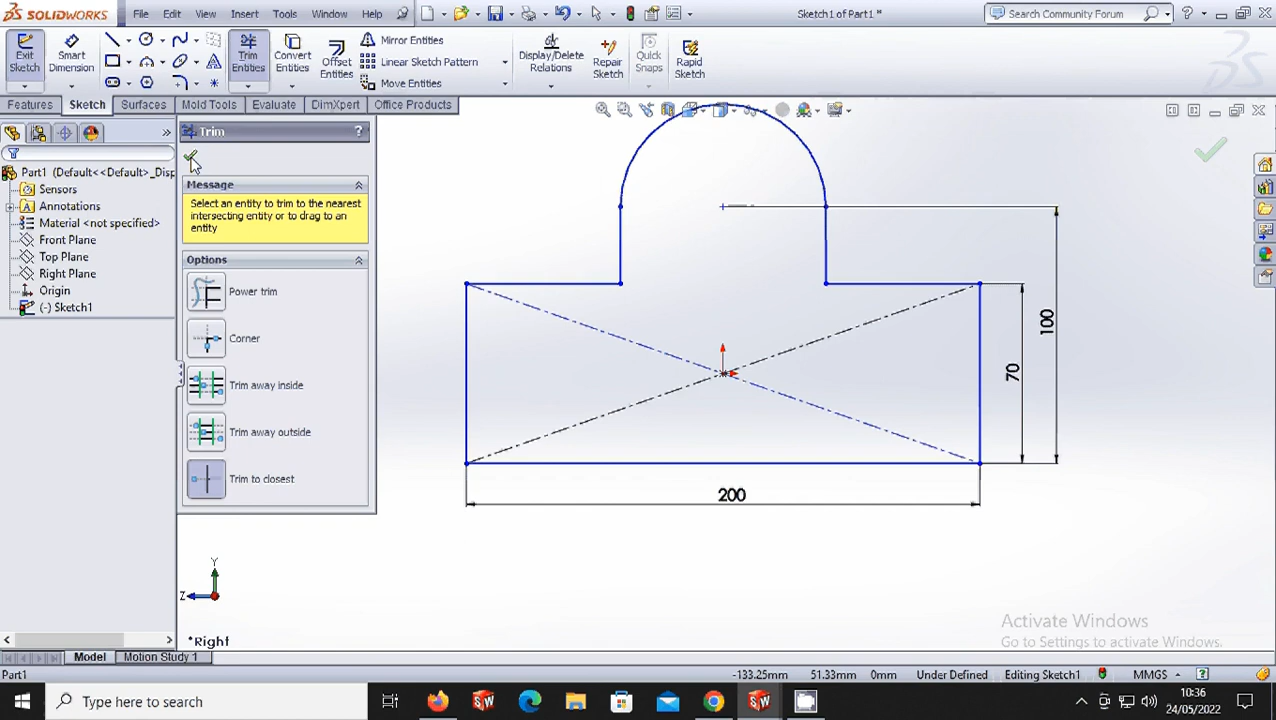 SOLIDWORKS File Edit View Insert Tools Window Help Sketch1 of Part1 * Search Community Forum ?
Exit Sketch
Smart Dimension
Trim Entities
Convert Entities
Offset Entities
Mirror Entities
Linear Sketch Pattern
Move Entities
Display/Delete Relations
Repair Sketch
Quick Snaps
Rapid Sketch
Features Sketch Surfaces Mold Tools Evaluate DimXpert Office Products
Trim ?
Part1 (Default<<Default>_Disp
Sensors
Annotations
Material <not specified>
Front Plane
Top Plane
Right Plane
Origin
(-) Sketch1
Message
Select an entity to trim to the nearest
intersecting entity or to drag to an
entity
Options
Power trim
Corner
Trim away inside
Trim away outside
Trim to closest
100
70
200
Y
Z
*Right
Activate Windows
Go to Settings to activate Windows.
Model Motion Study 1
Part1 -133.25mm 51.33mm 0mm Under Defined Editing Sketch1 MMGS ?
Type here to search
10:36
24/05/2022